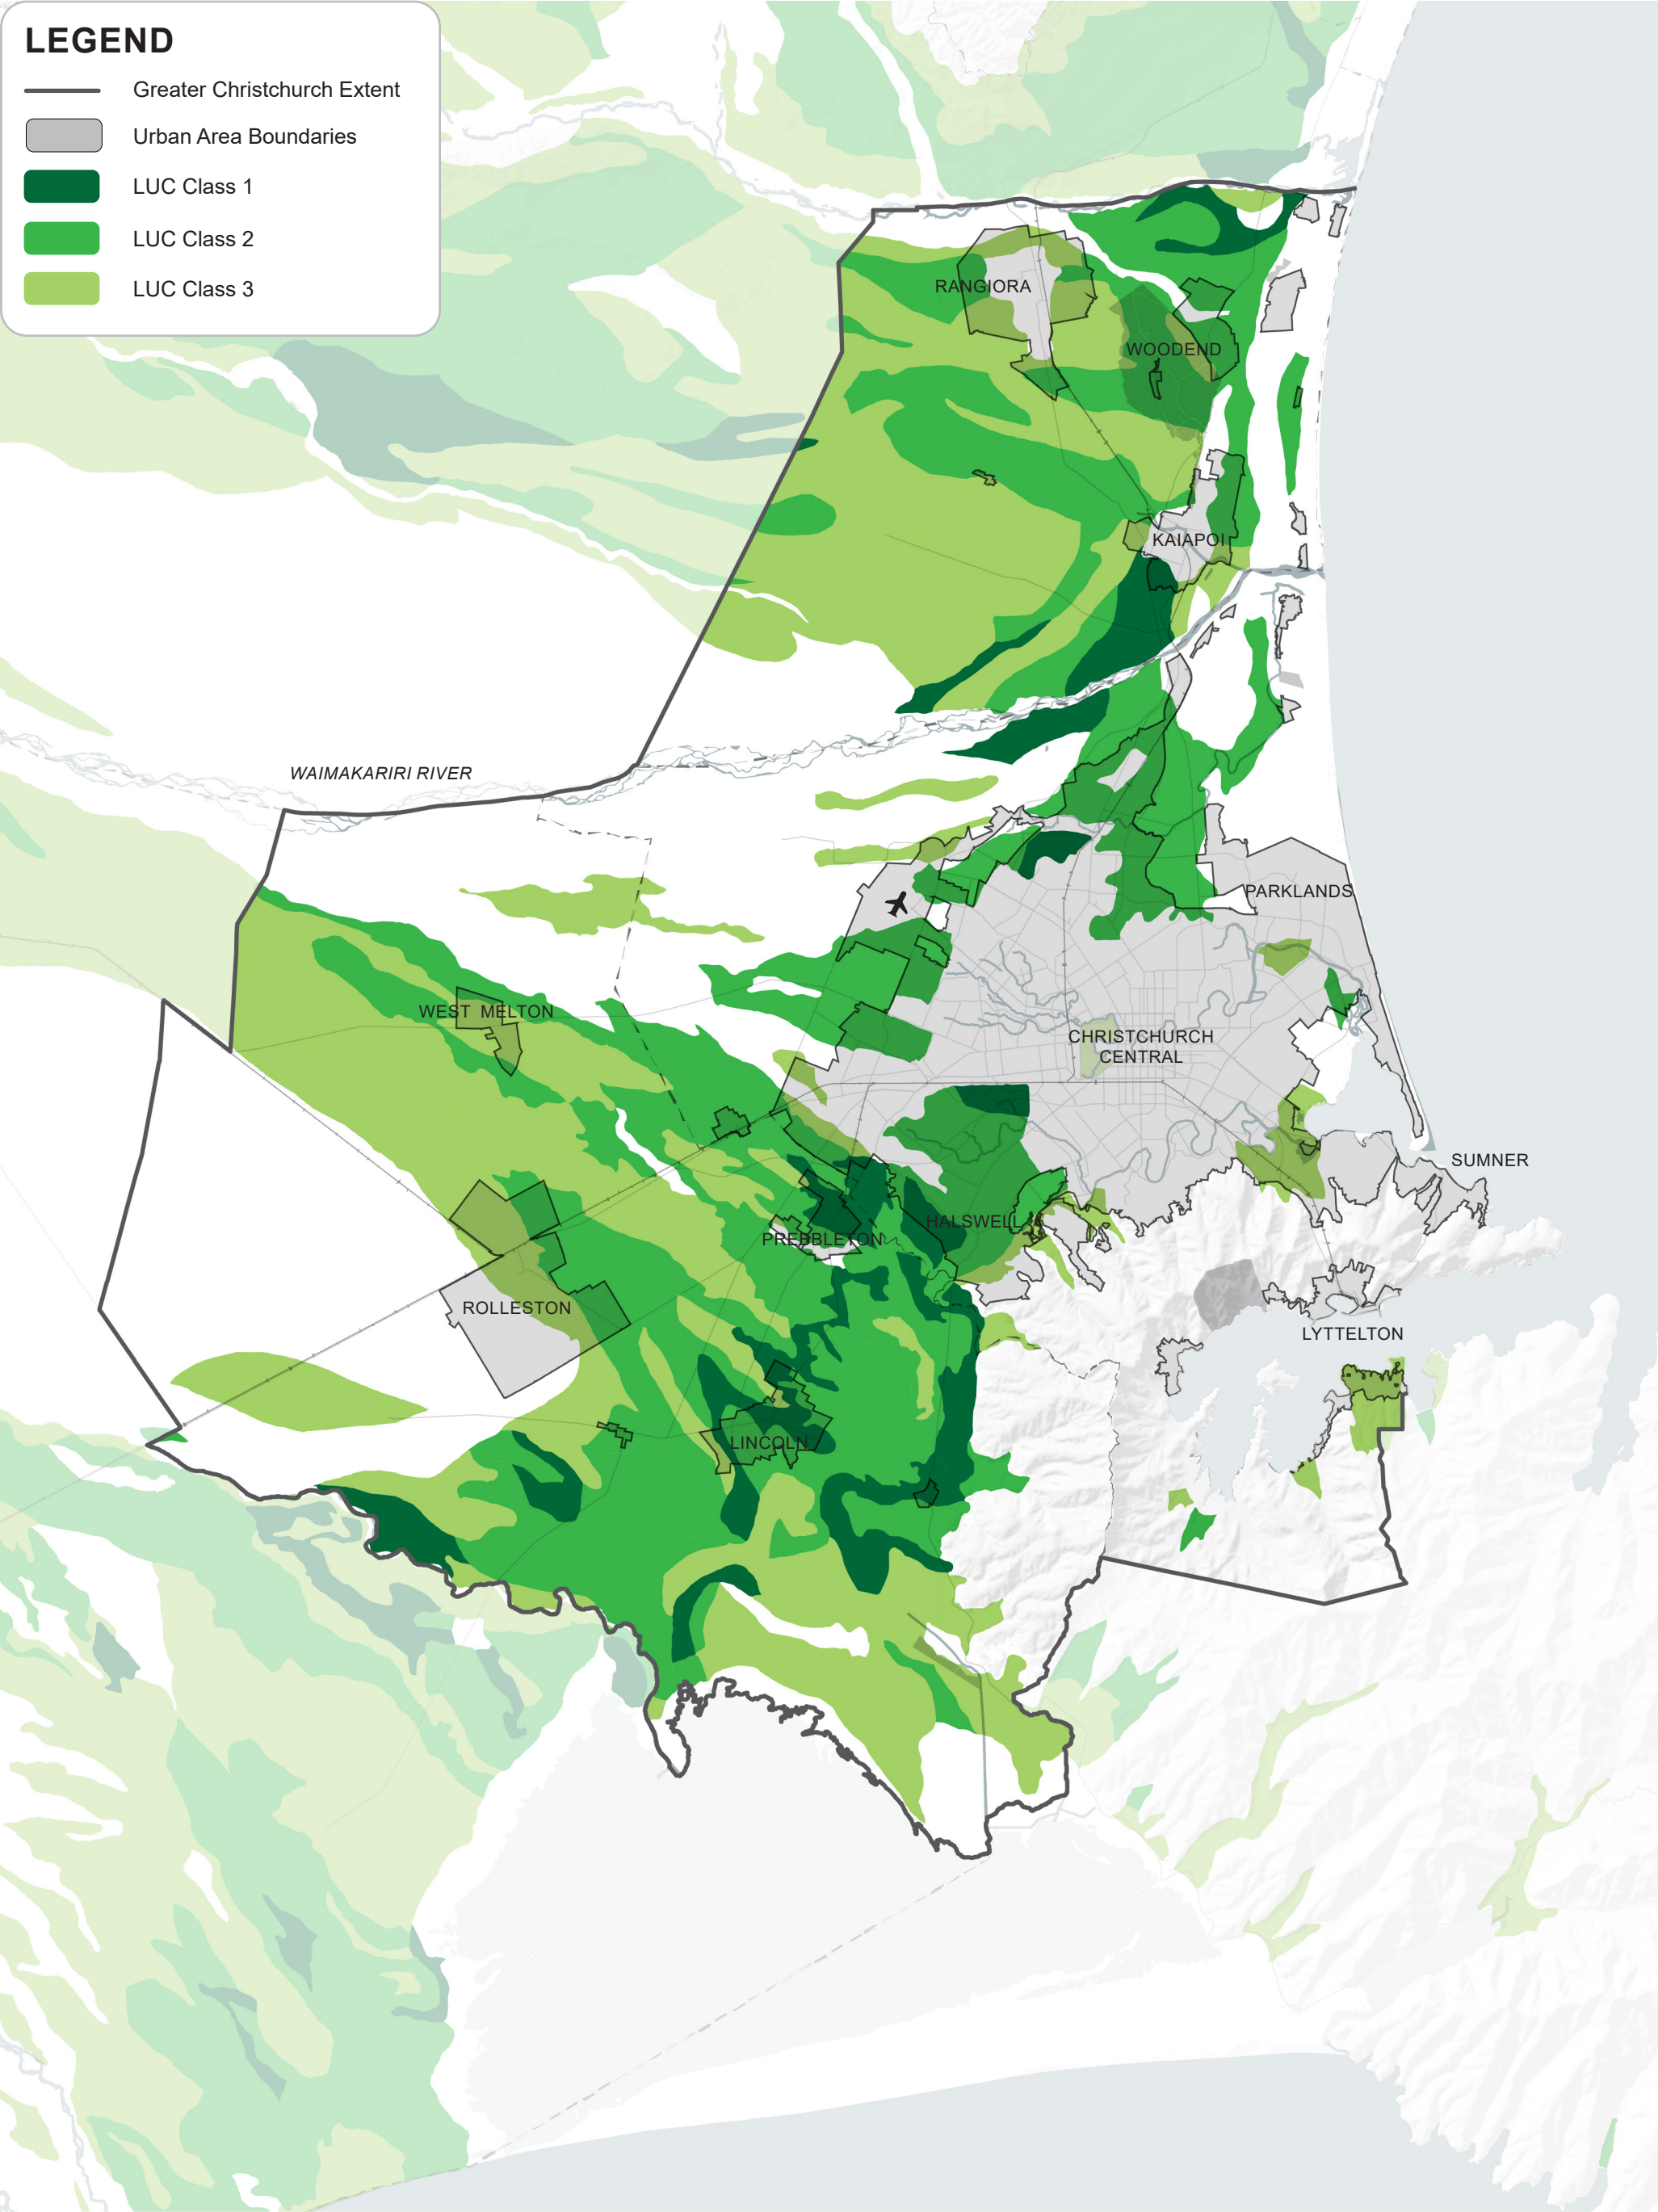 LEGEND
Greater Christchurch Extent
Urban Area Boundaries
LUC Class 1
LUC Class 2
LUC Class 3
RANGIORA
WOODEND
KAIAPOI
WAIMAKARIRI RIVER
PARKLANDS
WEST MELTON
CHRISTCHURCH
CENTRAL
SUMNER
HALSWELL
PREBBLETON
ROLLESTON
LYTTELTON
LINCOLN